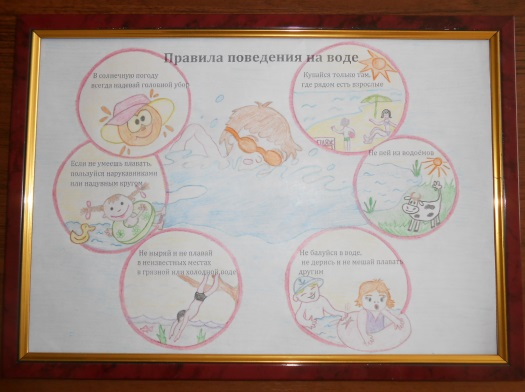 Правила поведения на воде
В солнечную погоду
всегда надевай головной убор
Купайся только там,
где рядом есть взрослые
Если не умеешь плавать,
пользуйся нарукавниками
или надувным кругом
Не пей из водоёмов
Не ныряй и не плавай
в неизвестных местах
в грязной или холодной воде
Не балуйся в воде,
не дерись и не мешай плавать
другим